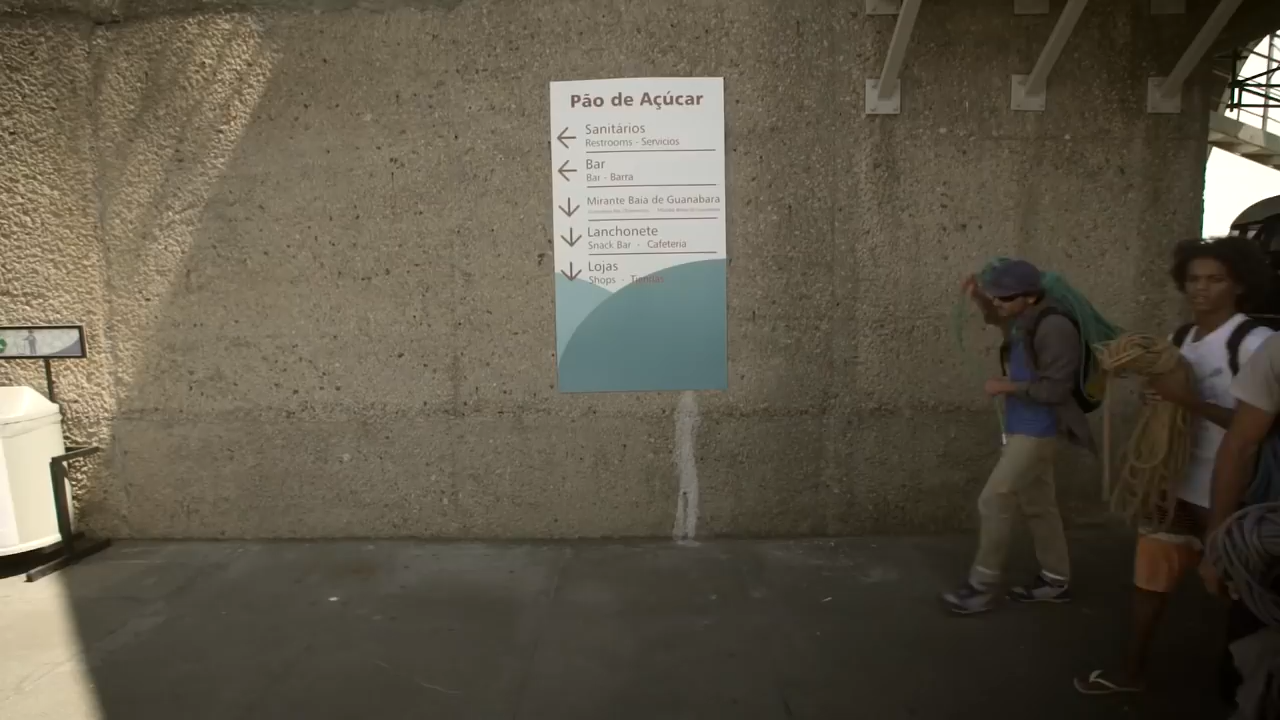 Pão de Açúcar
Sanitários
Restrooms - Servicios
Bar
Bar - Barra
Mirante Baia de Guanabara
Lanchonete
Snack Bar - Cafeteria
Lojas
Shops - Tiendas